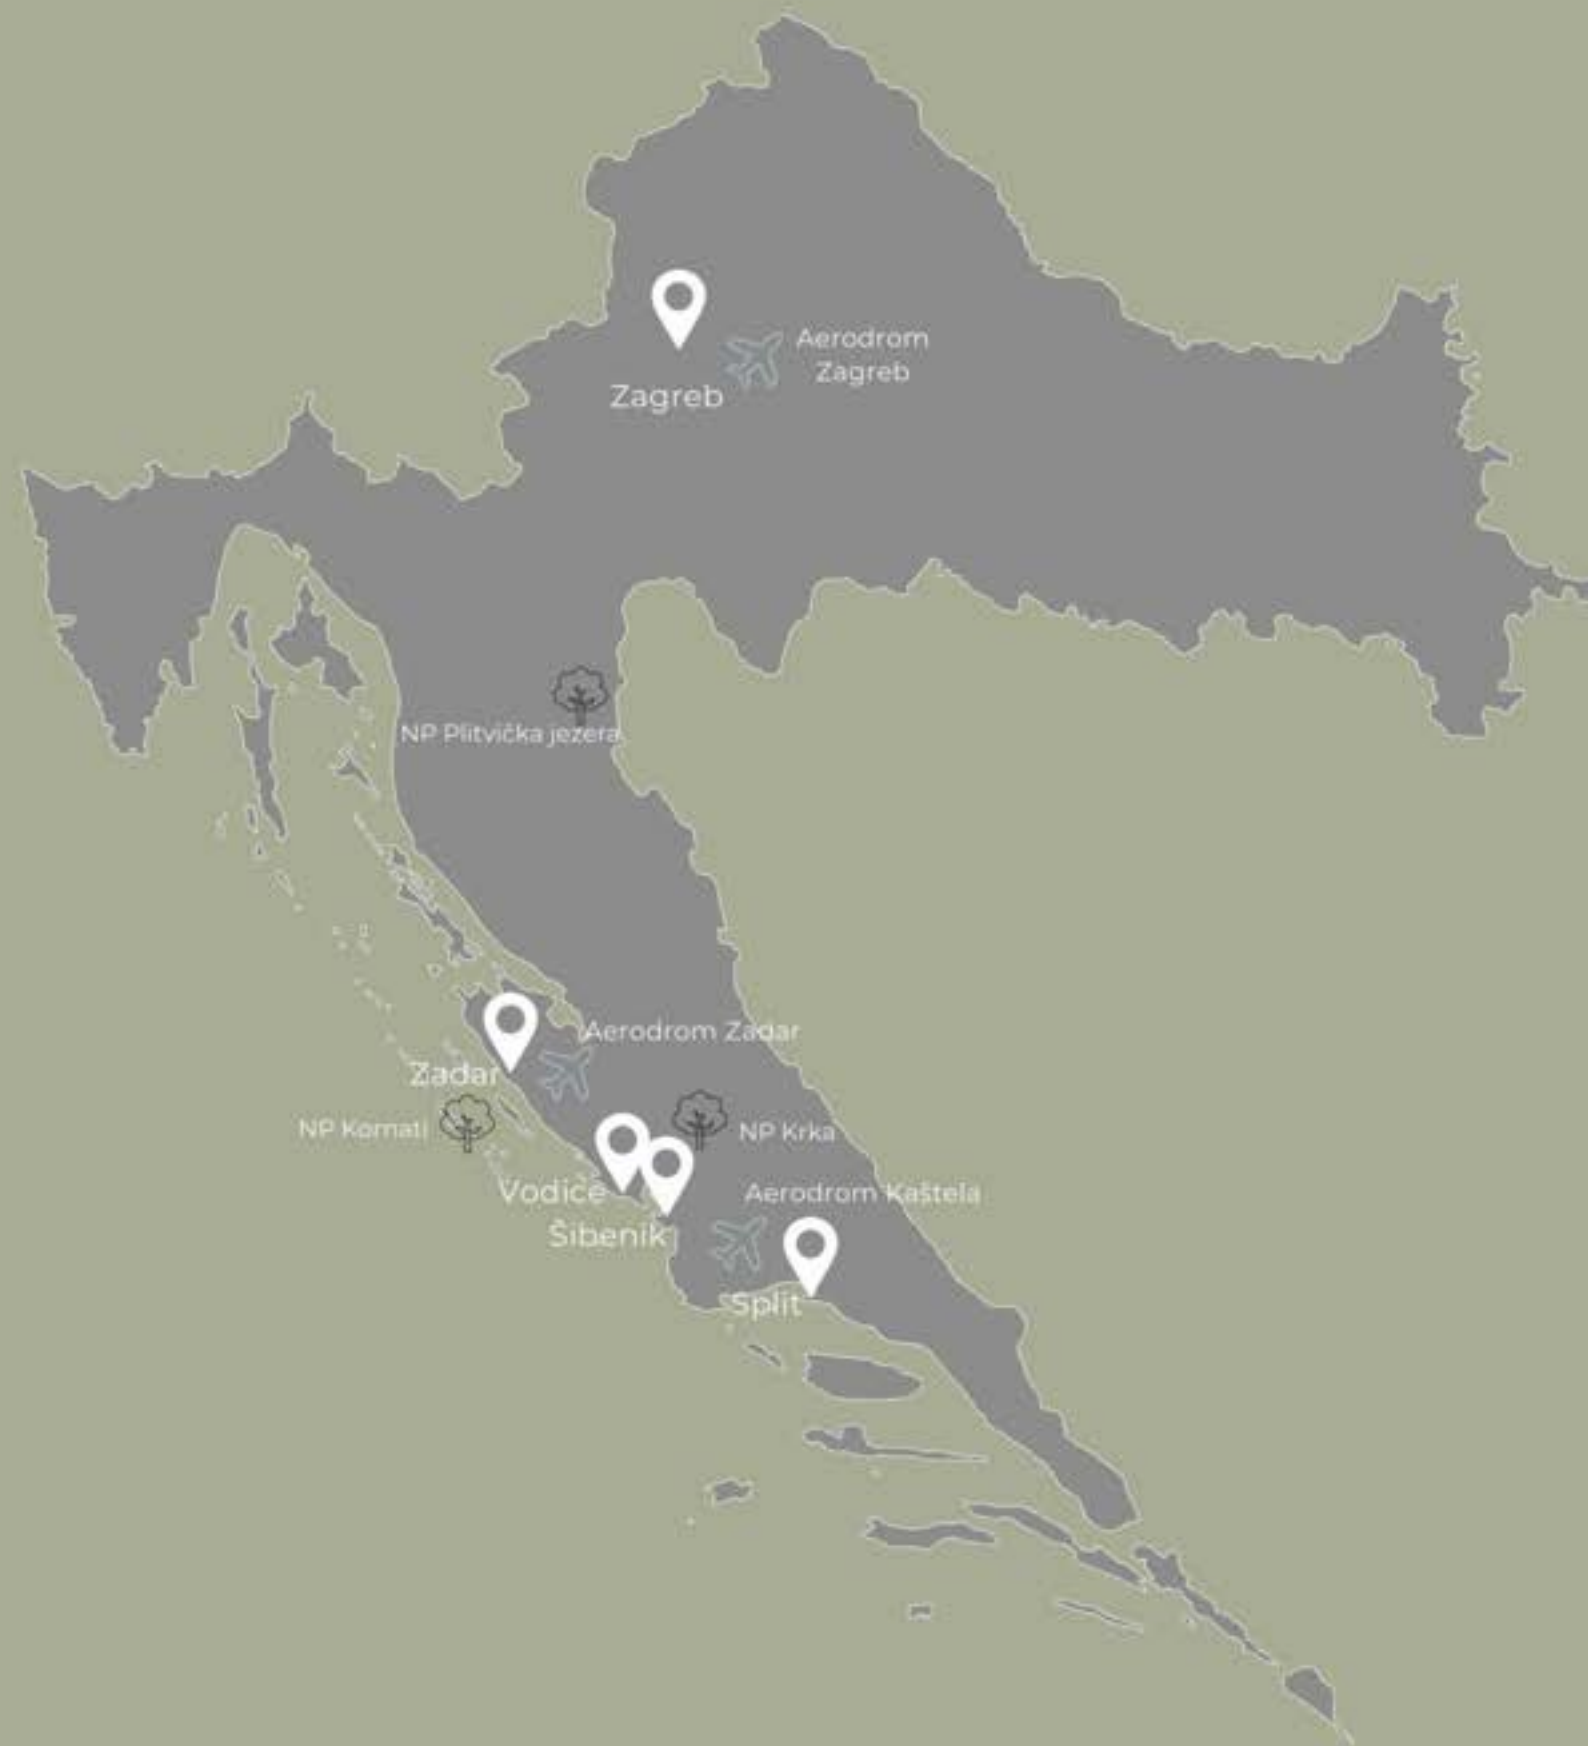 Aerodrom
Zagreb
Zagreb
NP Plitvička jezera
Aerodrom Zadar
Zadar
NP Kornati
NP Krka
Vodice
Aerodrom Kaštela
Šibenik
Split